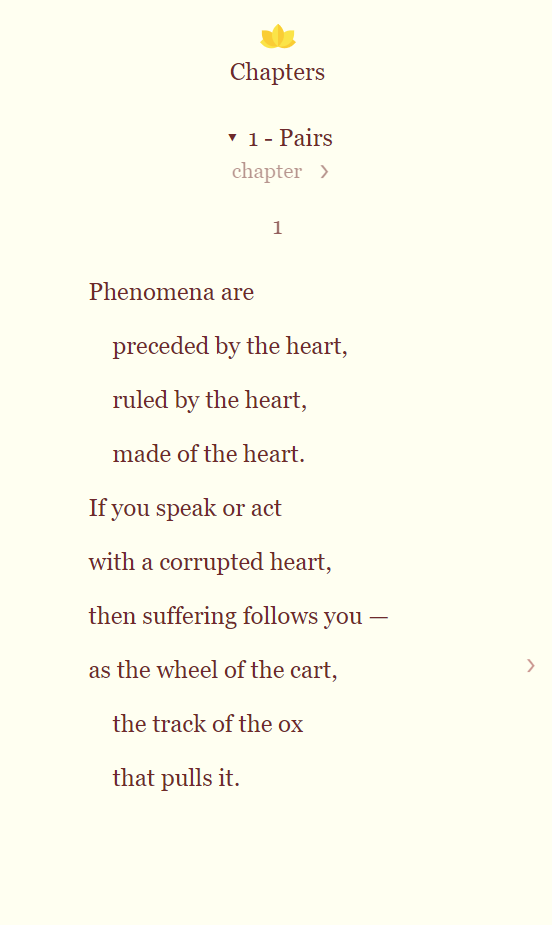 Chapters
1 - Pairs
chapter
1
Phenomena are
preceded by the heart,
ruled by the heart,
made of the heart.
If you speak or act
with a corrupted heart,
then suffering follows you —
as the wheel of the cart,
the track of the ox
that pulls it.